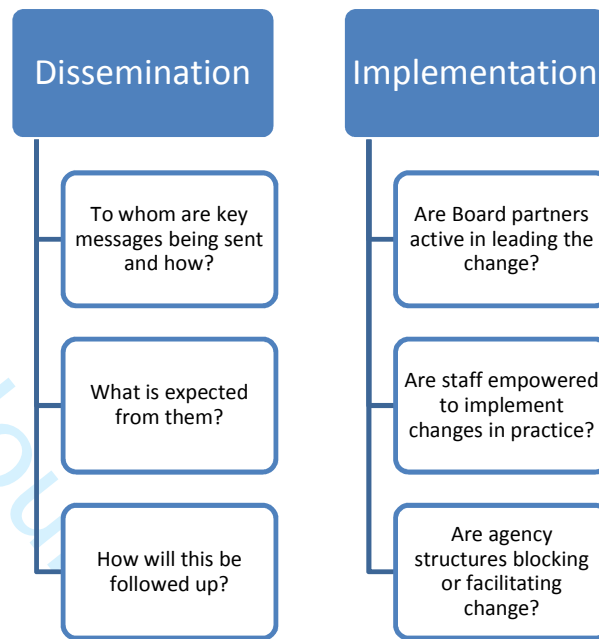 Dissemination
To whom are key
messages being sent
and how?
What is expected
from them?
How will this be
followed up?
Implementation
Are Board partners
active in leading the
change?
Are staff empowered
to implement
changes in practice?
Are agency
structures blocking
or facilitating
change?